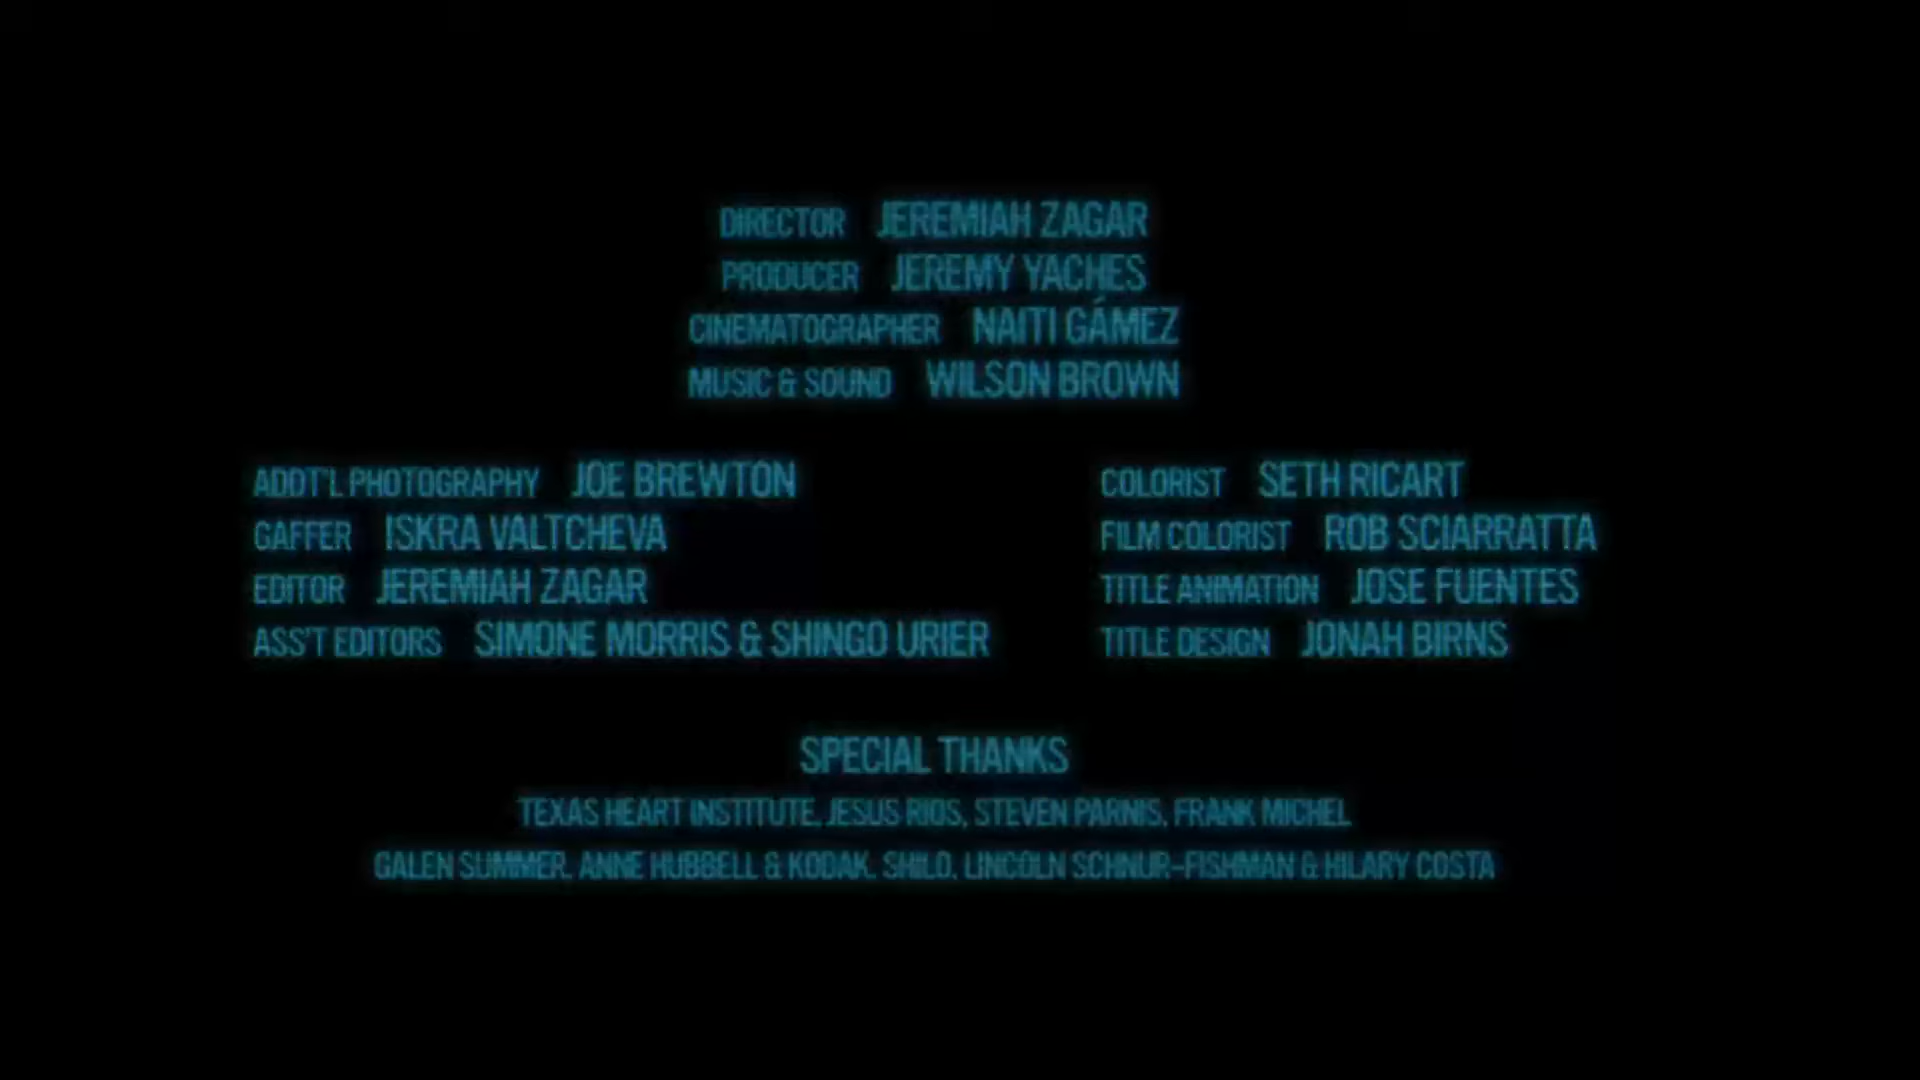 DIRECTOR JEREMIAH ZAGAR
PRODUCER JEREMY YACHES
CINEMATOGRAPHER NAITI GÁMEZ
MUSIC & SOUND WILSON BROWN
ADDT'L PHOTOGRAPHY JOE BREWTON
GAFFER ISKRA VALTCHEVA
EDITOR JEREMIAH ZAGAR
ASS'T EDITORS SIMONE MORRIS & SHINGO URIER
COLORIST SETH RICART
FILM COLORIST ROB SCIARRATTA
TITLE ANIMATION JOSE FUENTES
TITLE DESIGN JONAH BIRNS
SPECIAL THANKS
TEXAS HEART INSTITUTE, JESUS RIOS, STEVEN PARNIS, FRANK MICHEL
GALEN SUMMER, ANNE HUBBELL & KODAK, SHILO, LINCOLN SCHNUR-FISHMAN & HILARY COSTA